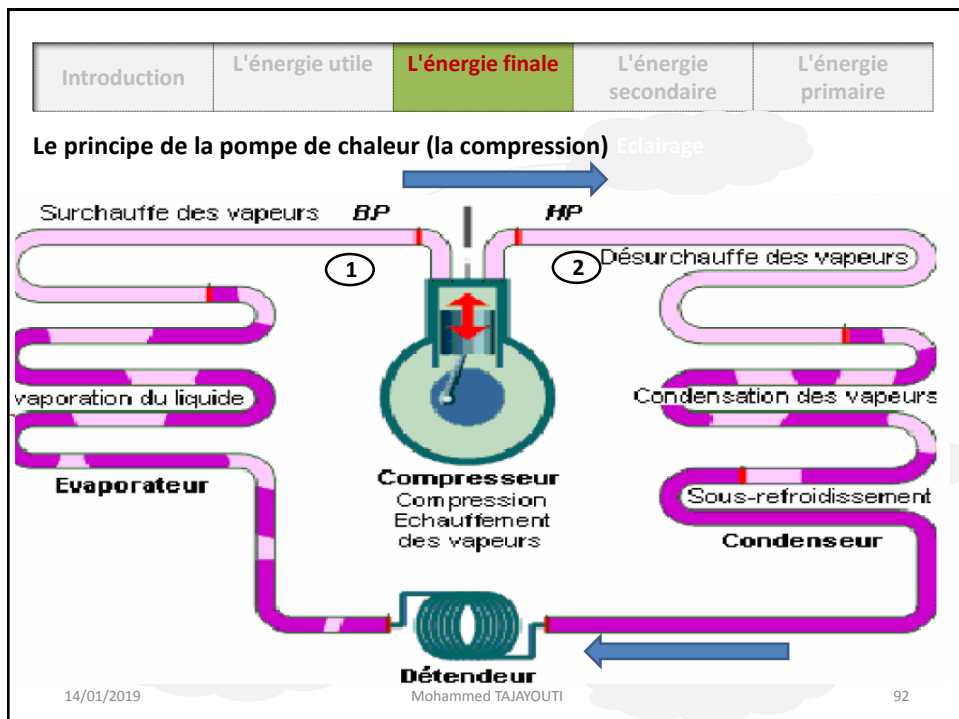 Introduction
L'énergie utile
L'énergie finale
L'énergie
secondaire
L'énergie
primaire
Le principe de la pompe de chaleur (la compression) Eclairage
Surchauffe des vapeurs BP HP
1 2 Désurchauffe des vapeurs
vaporation du liquide Condensation des vapeurs
Evaporateur
Compresseur
Compression
Echauffement
des vapeurs
Sous-refroidissement
Condenseur
Détendeur
14/01/2019 Mohammed TAJAYOUTI 92